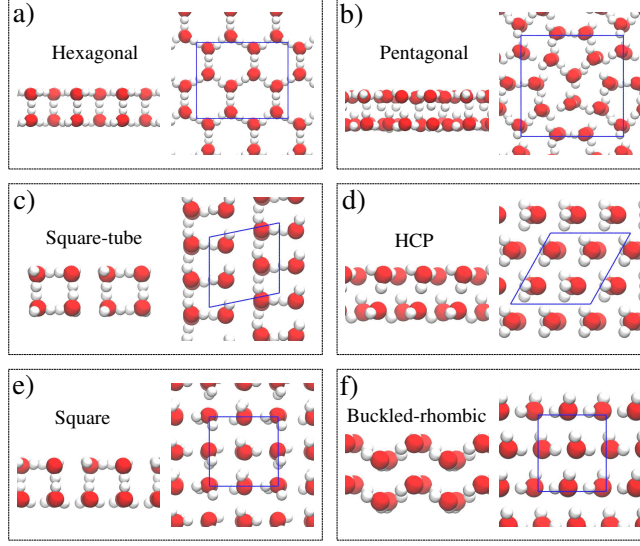 a)
Hexagonal
b)
Pentagonal
c)
Square-tube
d)
HCP
e)
Square
f)
Buckled-rhombic